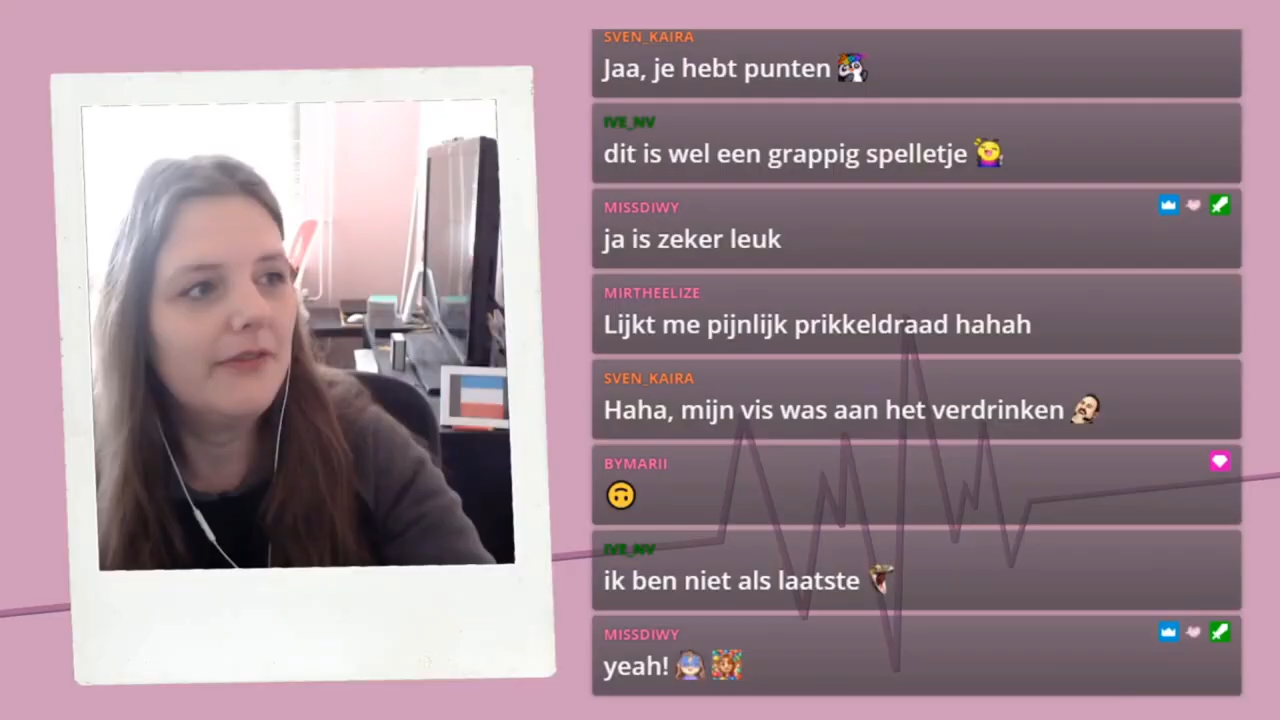 SVEN_KAIRA
Jaa, je hebt punten
IVE_NV
dit is wel een grappig spelletje
MISSDIWY
ja is zeker leuk
MIRTHEELIZE
Lijkt me pijnlijk prikkeldraad hahah
SVEN_KAIRA
Haha, mijn vis was aan het verdrinken
BYMARII
IVE_NV
ik ben niet als laatste
MISSDIWY
yeah!